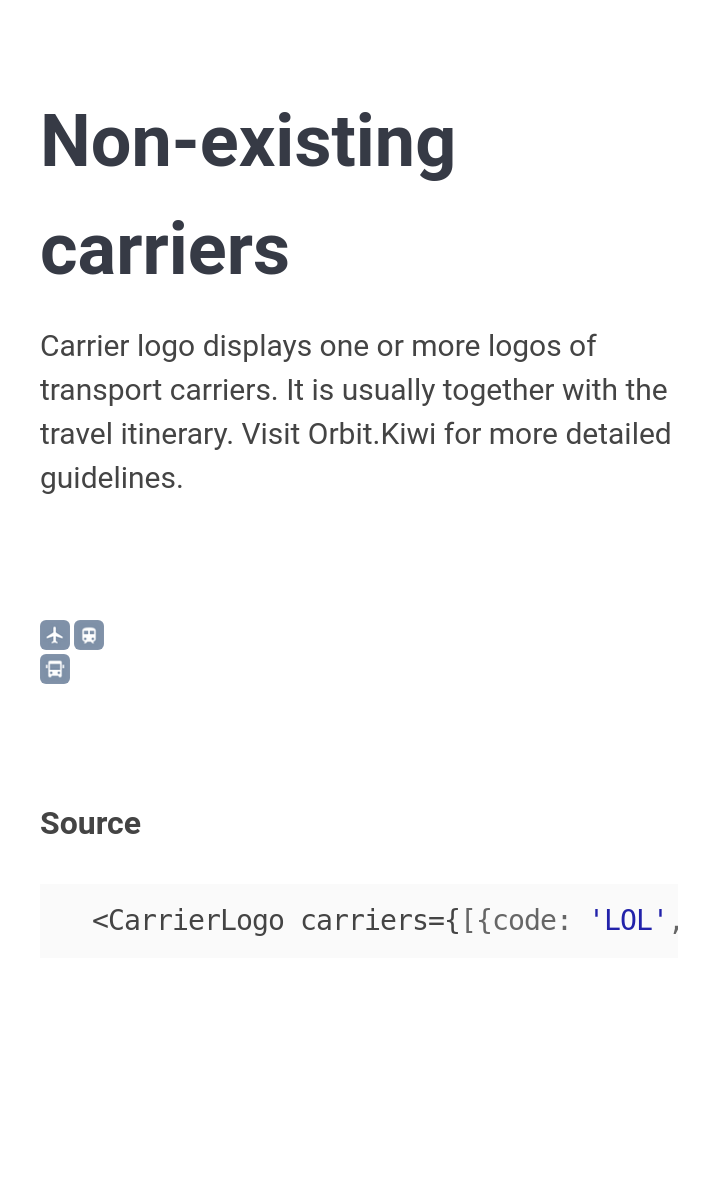 Non-existing
carriers
Carrier logo displays one or more logos of
transport carriers. It is usually together with the
travel itinerary. Visit Orbit.Kiwi for more detailed
guidelines.
Source
<CarrierLogo carriers={[{code: 'LOL',